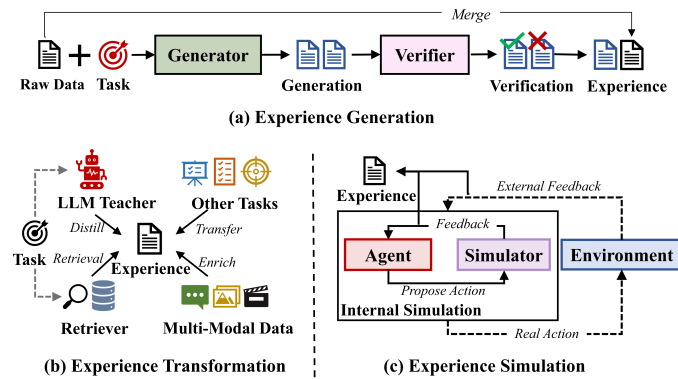 Merge
Generator
Verifier
Raw Data
Task
Generation
Verification
Experience
(a) Experience Generation
LLM Teacher
Other Tasks
Distill
Transfer
Task
Retrieval
Experience
Enrich
Retriever
Multi-Modal Data
(b) Experience Transformation
Experience
External Feedback
Feedback
Agent
Simulator
Environment
Propose Action
Internal Simulation
Real Action
(c) Experience Simulation